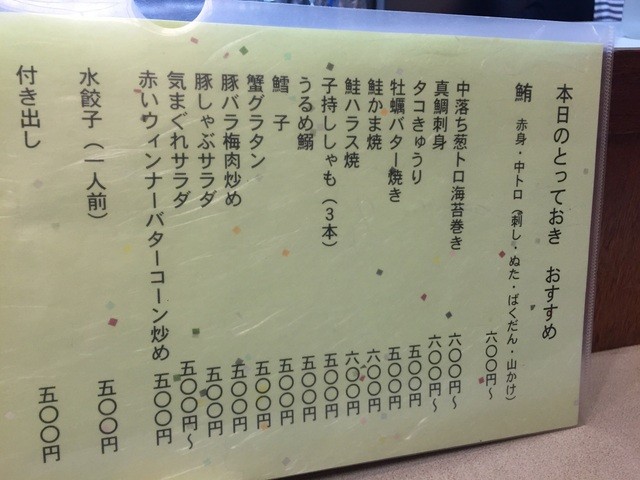 本日のとっておき　おすすめ
鮪　赤身・中トロ（刺し・ぬた・ばくだん・山かけ）
六〇〇円～
中落ち葱トロ海苔巻き　六〇〇円～
真鯛刺身　六〇〇円～
タコきゅうり　五〇〇円
牡蠣バター焼き　五〇〇円
鮭かま焼　六〇〇円
鮭ハラス焼　六〇〇円
子持ししゃも（3本）　五〇〇円
うるめ鰯　五〇〇円
鱈子　五〇〇円
蟹グラタン　五〇〇円
豚バラ梅肉炒め　五〇〇円
豚しゃぶサラダ　五〇〇円
気まぐれサラダ　五〇〇円～
赤いウィンナーバターコーン炒め　五〇〇円
水餃子（一人前）　五〇〇円
付き出し　五〇〇円